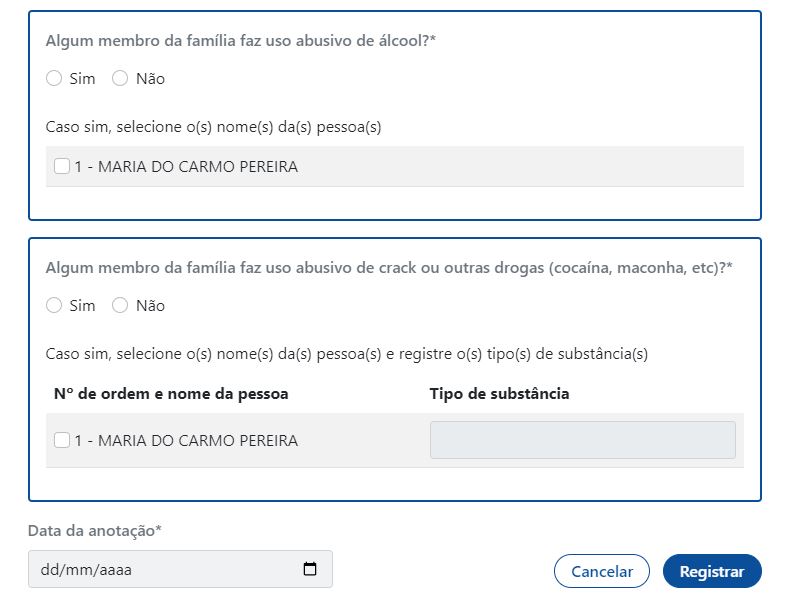 Algum membro da família faz uso abusivo de álcool?*
Sim Não
Caso sim, selecione o(s) nome(s) da(s) pessoa(s)
1 - MARIA DO CARMO PEREIRA
Algum membro da família faz uso abusivo de crack ou outras drogas (cocaína, maconha, etc)?*
Sim Não
Caso sim, selecione o(s) nome(s) da(s) pessoa(s) e registre o(s) tipo(s) de substância(s)
Nº de ordem e nome da pessoa Tipo de substância
1 - MARIA DO CARMO PEREIRA
Data da anotação*
dd/mm/aaaa
Cancelar Registrar